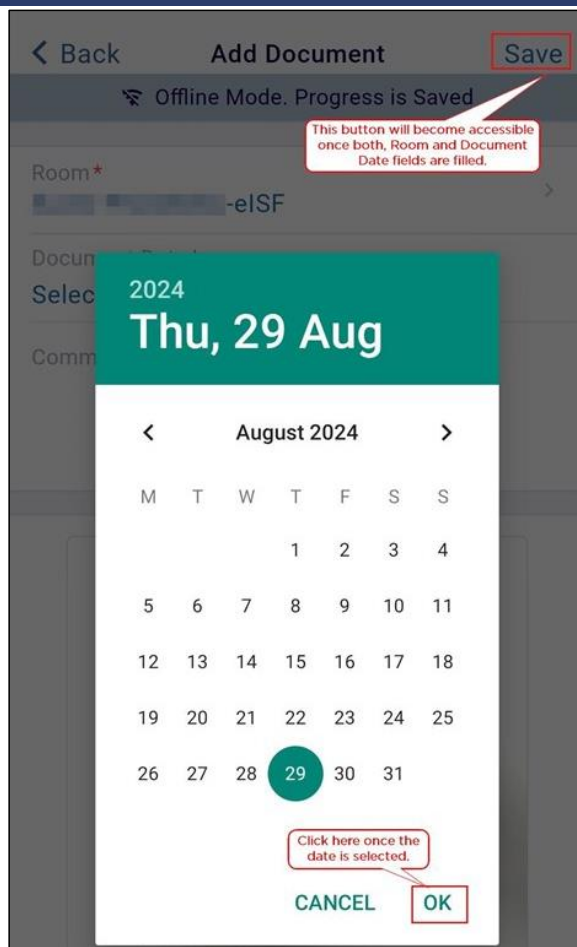 Back Add Document Save
Offline Mode. Progress is Saved
This button will become accessible
once both, Room and Document
Date fields are filled.
Room*
-eISF
Docum
Selec
Comm
2024
Thu, 29 Aug
August 2024
M T W T F S S
1 2 3 4
5 6 7 8 9 10 11
12 13 14 15 16 17 18
19 20 21 22 23 24 25
26 27 28 29 30 31
Click here once the
date is selected.
CANCEL OK